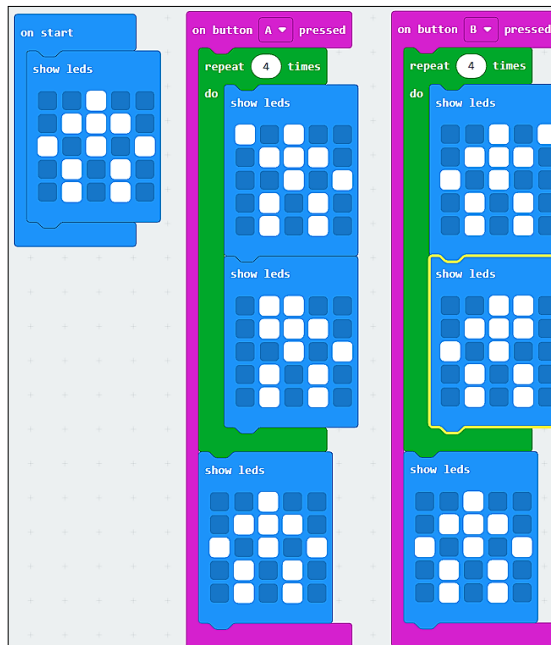 on start
show leds
on button A pressed
repeat 4 times
do
show leds
show leds
show leds
on button B pressed
repeat 4 times
do
show leds
show leds
show leds